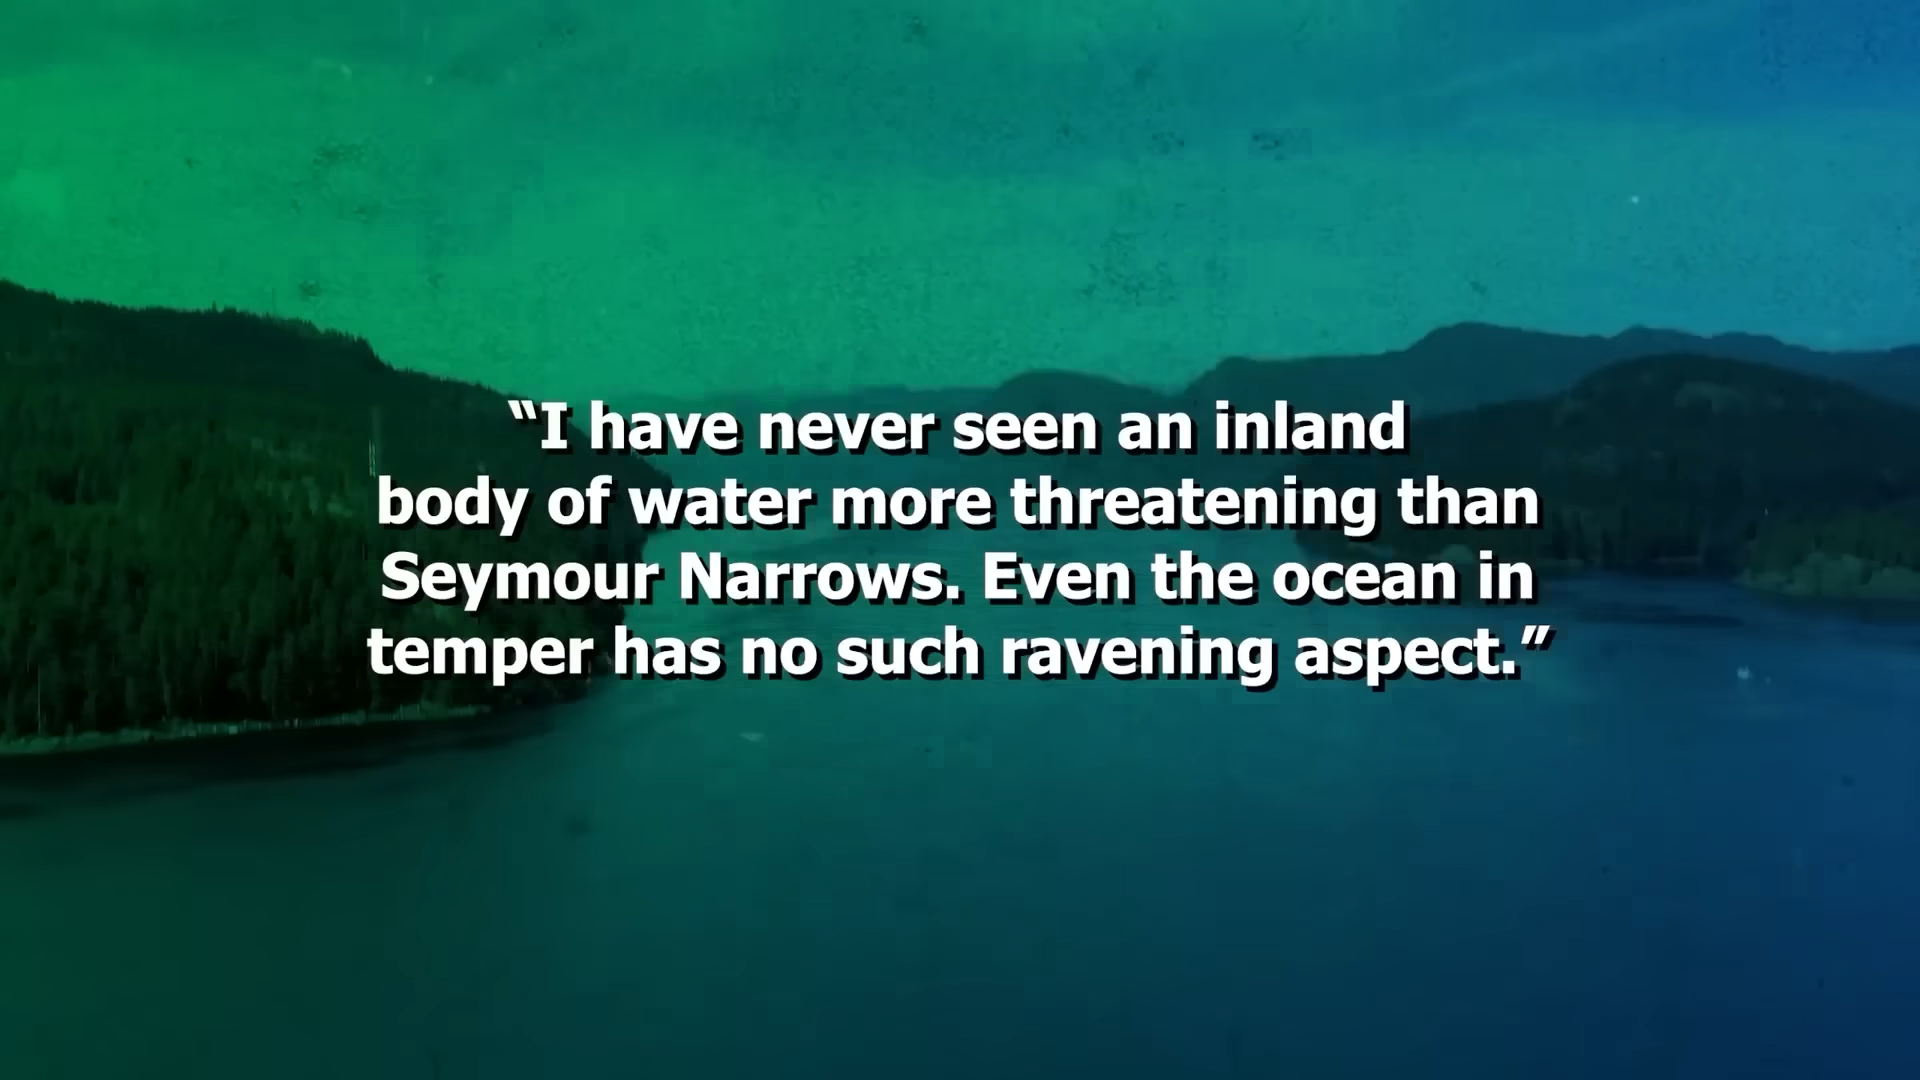 “I have never seen an inland
body of water more threatening than
Seymour Narrows. Even the ocean in
temper has no such ravening aspect.”